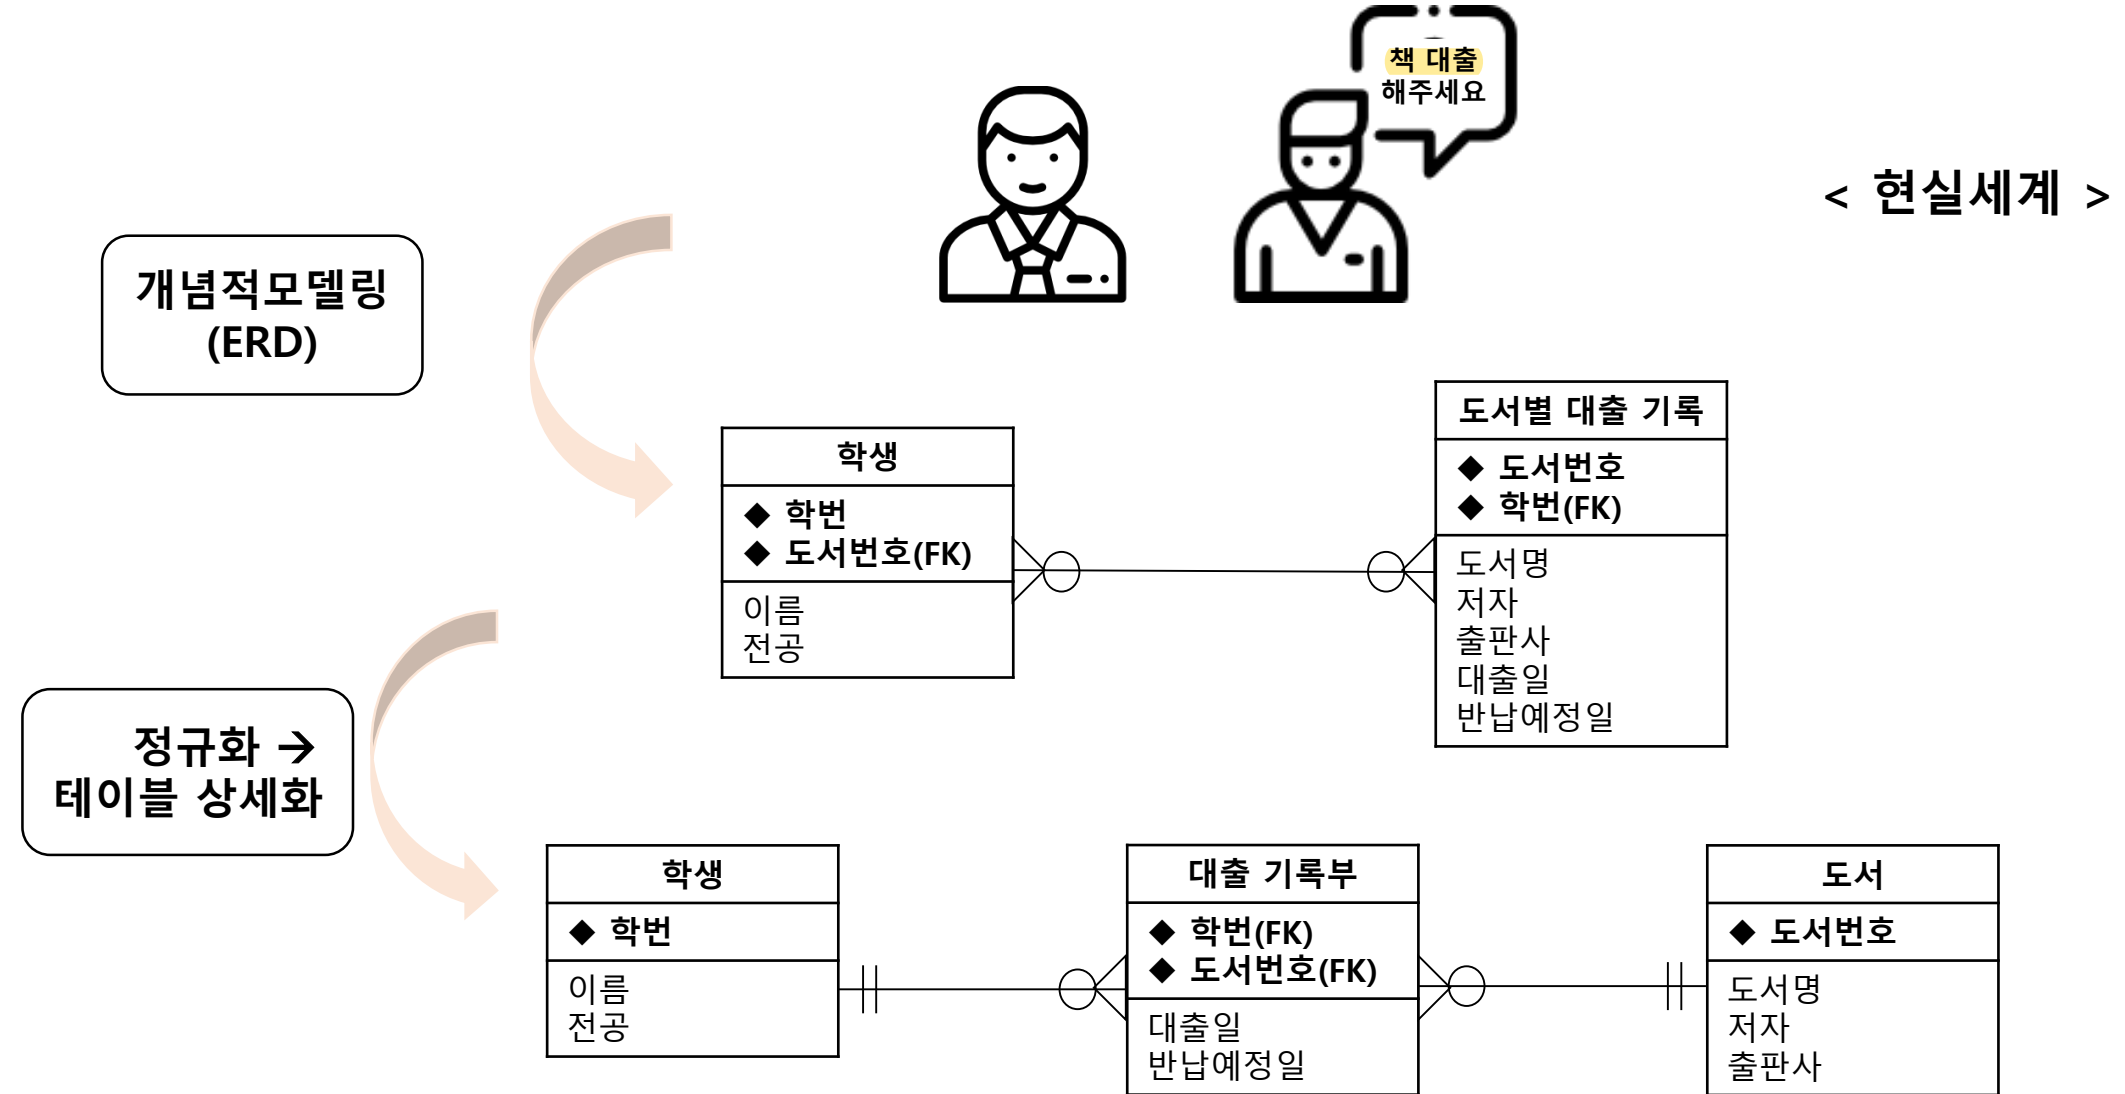 책 대출
해주세요
< 현실세계 >
개념적모델링
(ERD)
학생
◆ 학번
◆ 도서번호(FK)
이름
전공
도서별 대출 기록
◆ 도서번호
◆ 학번(FK)
도서명
저자
출판사
대출일
반납예정일
정규화 →
테이블 상세화
학생
◆ 학번
이름
전공
대출 기록부
◆ 학번(FK)
◆ 도서번호(FK)
대출일
반납예정일
도서
◆ 도서번호
도서명
저자
출판사